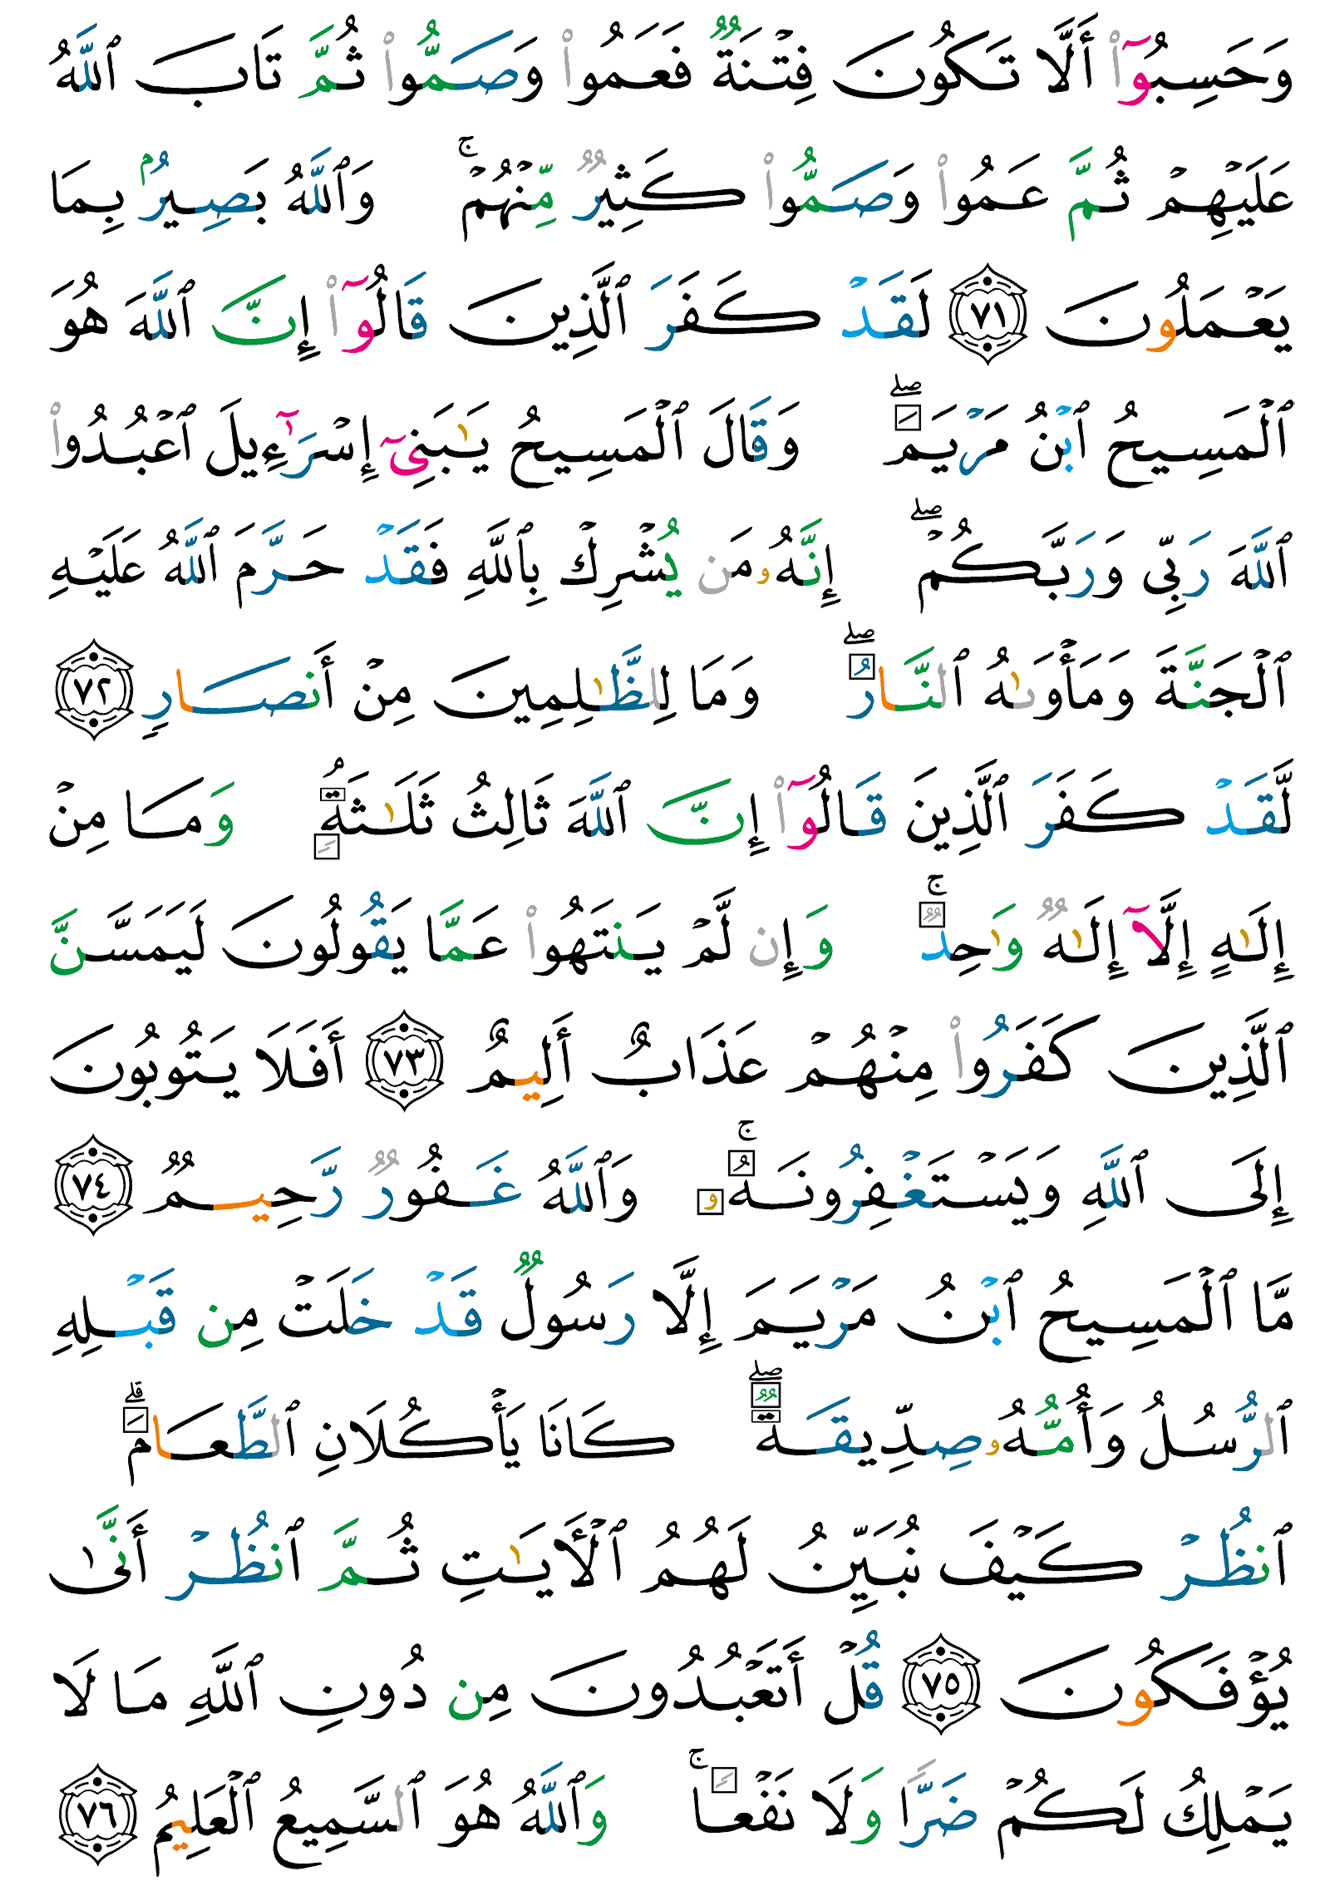 وَحَسِبُوٓا۟ أَلَّا تَكُونَ فِتْنَةٌ فَعَمُوا۟ وَصَمُّوا۟ ثُمَّ تَابَ ٱللَّهُ
عَلَيْهِمْ ثُمَّ عَمُوا۟ وَصَمُّوا۟ كَثِيرٌ مِّنْهُمْ ۚ وَٱللَّهُ بَصِيرٌۢ بِمَا
يَعْمَلُونَ ٧١ لَقَدْ كَفَرَ ٱلَّذِينَ قَالُوٓا۟ إِنَّ ٱللَّهَ هُوَ
ٱلْمَسِيحُ ٱبْنُ مَرْيَمَ ۖ وَقَالَ ٱلْمَسِيحُ يَـٰبَنِىٓ إِسْرَٰٓءِيلَ ٱعْبُدُوا۟
ٱللَّهَ رَبِّى وَرَبَّكُمْ ۖ إِنَّهُۥ مَن يُشْرِكْ بِٱللَّهِ فَقَدْ حَرَّمَ ٱللَّهُ عَلَيْهِ
ٱلْجَنَّةَ وَمَأْوَىٰهُ ٱلنَّارُ ۖ وَمَا لِلظَّـٰلِمِينَ مِنْ أَنصَارٍ ٧٢
لَّقَدْ كَفَرَ ٱلَّذِينَ قَالُوٓا۟ إِنَّ ٱللَّهَ ثَالِثُ ثَلَـٰثَةٍ وَمَا مِنْ
إِلَـٰهٍ إِلَّآ إِلَـٰهٌ وَٰحِدٌ ۚ وَإِن لَّمْ يَنتَهُوا۟ عَمَّا يَقُولُونَ لَيَمَسَّنَّ
ٱلَّذِينَ كَفَرُوا۟ مِنْهُمْ عَذَابٌ أَلِيمٌ ٧٣ أَفَلَا يَتُوبُونَ
إِلَى ٱللَّهِ وَيَسْتَغْفِرُونَهُۥ ۚ وَٱللَّهُ غَفُورٌ رَّحِيمٌ ٧٤
مَّا ٱلْمَسِيحُ ٱبْنُ مَرْيَمَ إِلَّا رَسُولٌ قَدْ خَلَتْ مِن قَبْلِهِ
ٱلرُّسُلُ وَأُمُّهُۥ صِدِّيقَةٌ ۖ كَانَا يَأْكُلَانِ ٱلطَّعَامَ ۗ
ٱنظُرْ كَيْفَ نُبَيِّنُ لَهُمُ ٱلْـَٔايَـٰتِ ثُمَّ ٱنظُرْ أَنَّىٰ
يُؤْفَكُونَ ٧٥ قُلْ أَتَعْبُدُونَ مِن دُونِ ٱللَّهِ مَا لَا
يَمْلِكُ لَكُمْ ضَرًّا وَلَا نَفْعًا ۚ وَٱللَّهُ هُوَ ٱلسَّمِيعُ ٱلْعَلِيمُ ٧٦